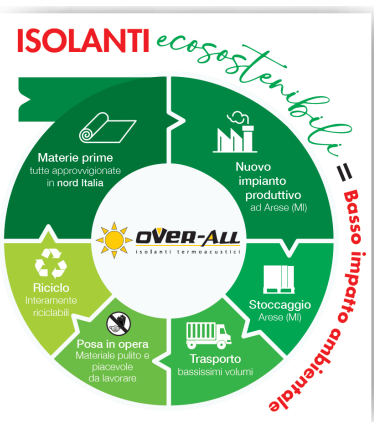 ISOLANTI ecosostenibili
= Basso impatto ambientale
Materie prime
tutte approvvigionate
in nord Italia
Nuovo
impianto
produttivo
ad Arese (MI)
Stoccaggio
Arese (MI)
Trasporto
bassissimi volumi
Posa in opera
Materiale pulito e
piacevole
da lavorare
Riciclo
Interamente
riciclabili
OVER-ALL
isolanti termoacustici